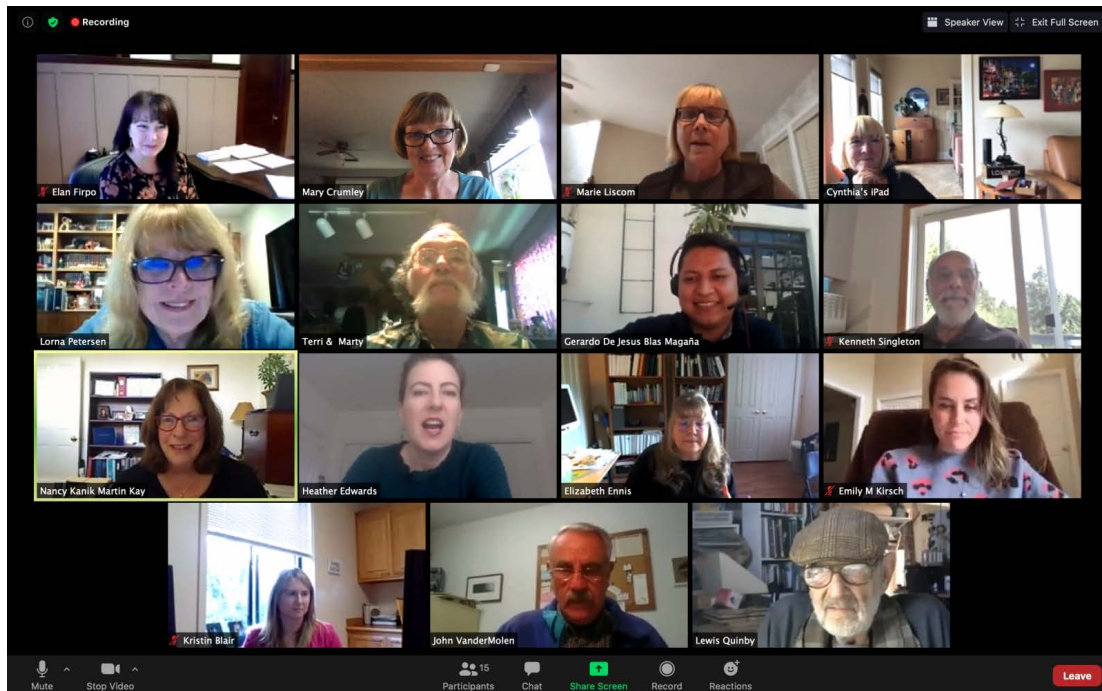 Recording
Speaker View
Exit Full Screen
Elan Firpo
Mary Crumley
Marie Liscom
Cynthia's iPad
Lorna Petersen
Terri & Marty
Gerardo De Jesus Blas Magaña
Kenneth Singleton
Nancy Kanik Martin Kay
Heather Edwards
Elizabeth Ennis
Emily M Kirsch
Kristin Blair
John VanderMolen
Lewis Quinby
Mute
Stop Video
15
Participants
Chat
Share Screen
Record
Reactions
Leave